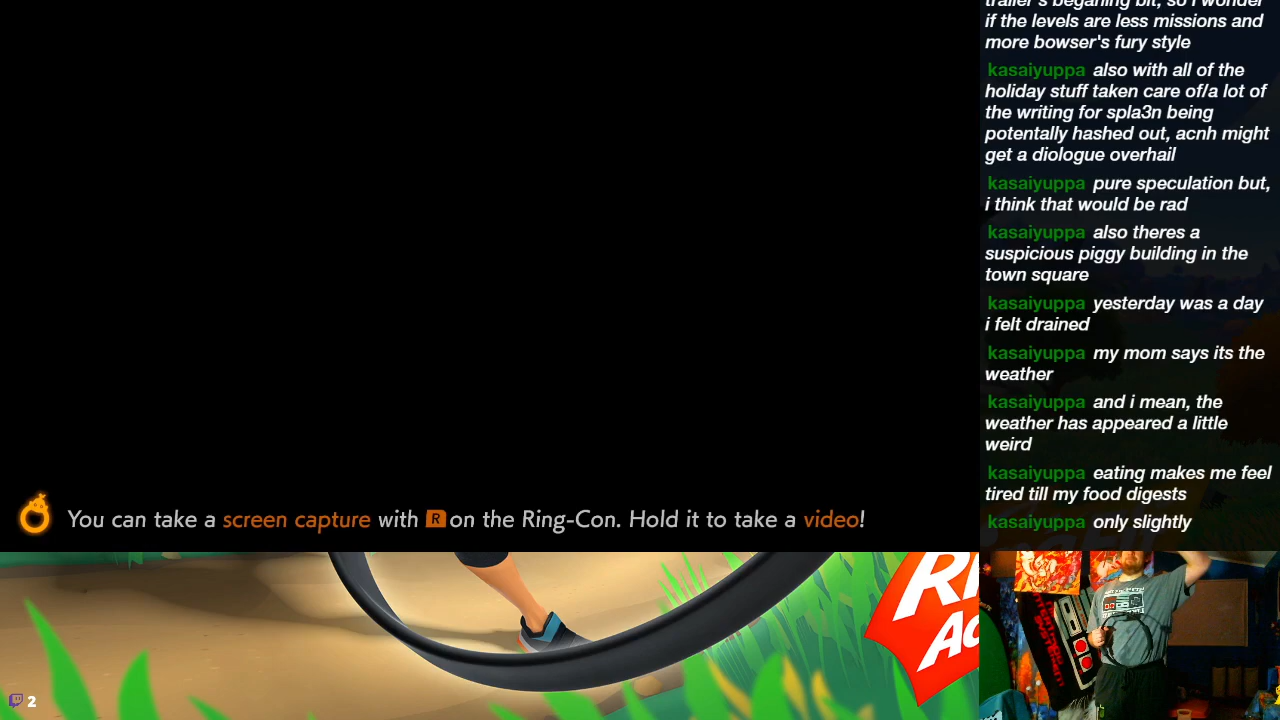 trailer's beganing bit, so i wonder
if the levels are less missions and
more bowser's fury style
kasaiyuppa also with all of the
holiday stuff taken care of/a lot of
the writing for spla3n being
potentally hashed out, acnh might
get a diologue overhail
kasaiyuppa pure speculation but,
i think that would be rad
kasaiyuppa also theres a
suspicious piggy building in the
town square
kasaiyuppa yesterday was a day
i felt drained
kasaiyuppa my mom says its the
weather
kasaiyuppa and i mean, the
weather has appeared a little
weird
kasaiyuppa eating makes me feel
tired till my food digests
kasaiyuppa only slightly
You can take a screen capture with R on the Ring-Con. Hold it to take a video!
2